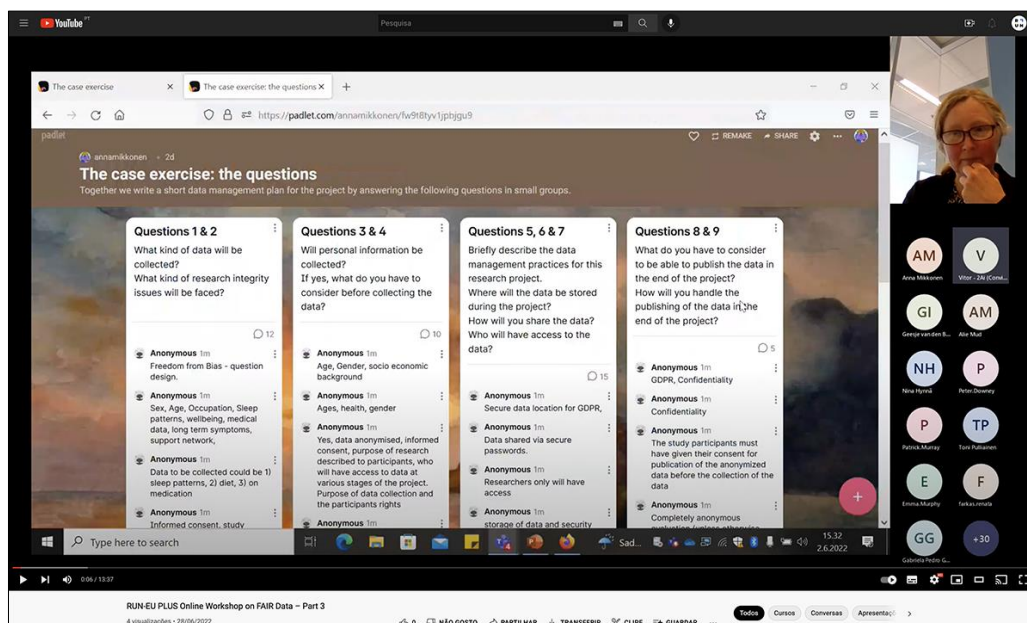 YouTube PT
Pesquisa
The case exercise
The case exercise: the questions
https://padlet.com/annamikkonen/fw9t8tyv1jpbjgu9
padlet
REMAKE
SHARE
annamikkonen • 2d
The case exercise: the questions
Together we write a short data management plan for the project by answering the following questions in small groups.
Questions 1 & 2
What kind of data will be
collected?
What kind of research integrity
issues will be faced?
12
Anonymous 1m
Freedom from Bias - question
design.
Anonymous 1m
Sex, Age, Occupation, Sleep
patterns, wellbeing, medical
data, long term symptoms,
support network,
Anonymous 1m
Data to be collected could be 1)
sleep patterns, 2) diet, 3) on
medication
Anonymous 1m
Informed consent, study
Questions 3 & 4
Will personal information be
collected?
If yes, what do you have to
consider before collecting the
data?
10
Anonymous 1m
Age, Gender, socio economic
background
Anonymous 1m
Ages, health, gender
Anonymous 1m
Yes, data anonymised, informed
consent, purpose of research
described to participants, who
will have access to data at
various stages of the project.
Purpose of data collection and
the participants rights
Anonymous 1m
Questions 5, 6 & 7
Briefly describe the data
management practices for this
research project.
Where will the data be stored
during the project?
How will you share the data?
Who will have access to the
data?
15
Anonymous 1m
Secure data location for GDPR,
Anonymous 1m
Data shared via secure
passwords.
Anonymous 1m
Researchers only will have
access
Anonymous 1m
storage of data and security
Questions 8 & 9
What do you have to consider
to be able to publish the data in
the end of the project?
How will you handle the
publishing of the data in the
end of the project?
5
Anonymous 1m
GDPR, Confidentiality
Anonymous 1m
Confidentiality
Anonymous 1m
The study participants must
have given their consent for
publication of the anonymized
data before the collection of the
data
Anonymous 1m
Completely anonymous
AM
Anna Mikkonen
V
Vitor - 2Ai (Convi...
GI
Geesje van den B...
AM
Alie Mud
NH
Nina Hynnä
P
Peter.Downey
P
Patrick.Murray
TP
Toni Pulliainen
E
Emma.Murphy
F
farkas.renata
GG
Gabriela Pedro G...
+30
Type here to search
Sad...
15.32
2.6.2022
0:06 / 13:37
RUN-EU PLUS Online Workshop on FAIR Data – Part 3
4 visualizações • 28/06/2022
0
NÃO GOSTO
PARTILHAR
TRANSFERIR
CLIPE
GUARDAR
Todos
Cursos
Conversas